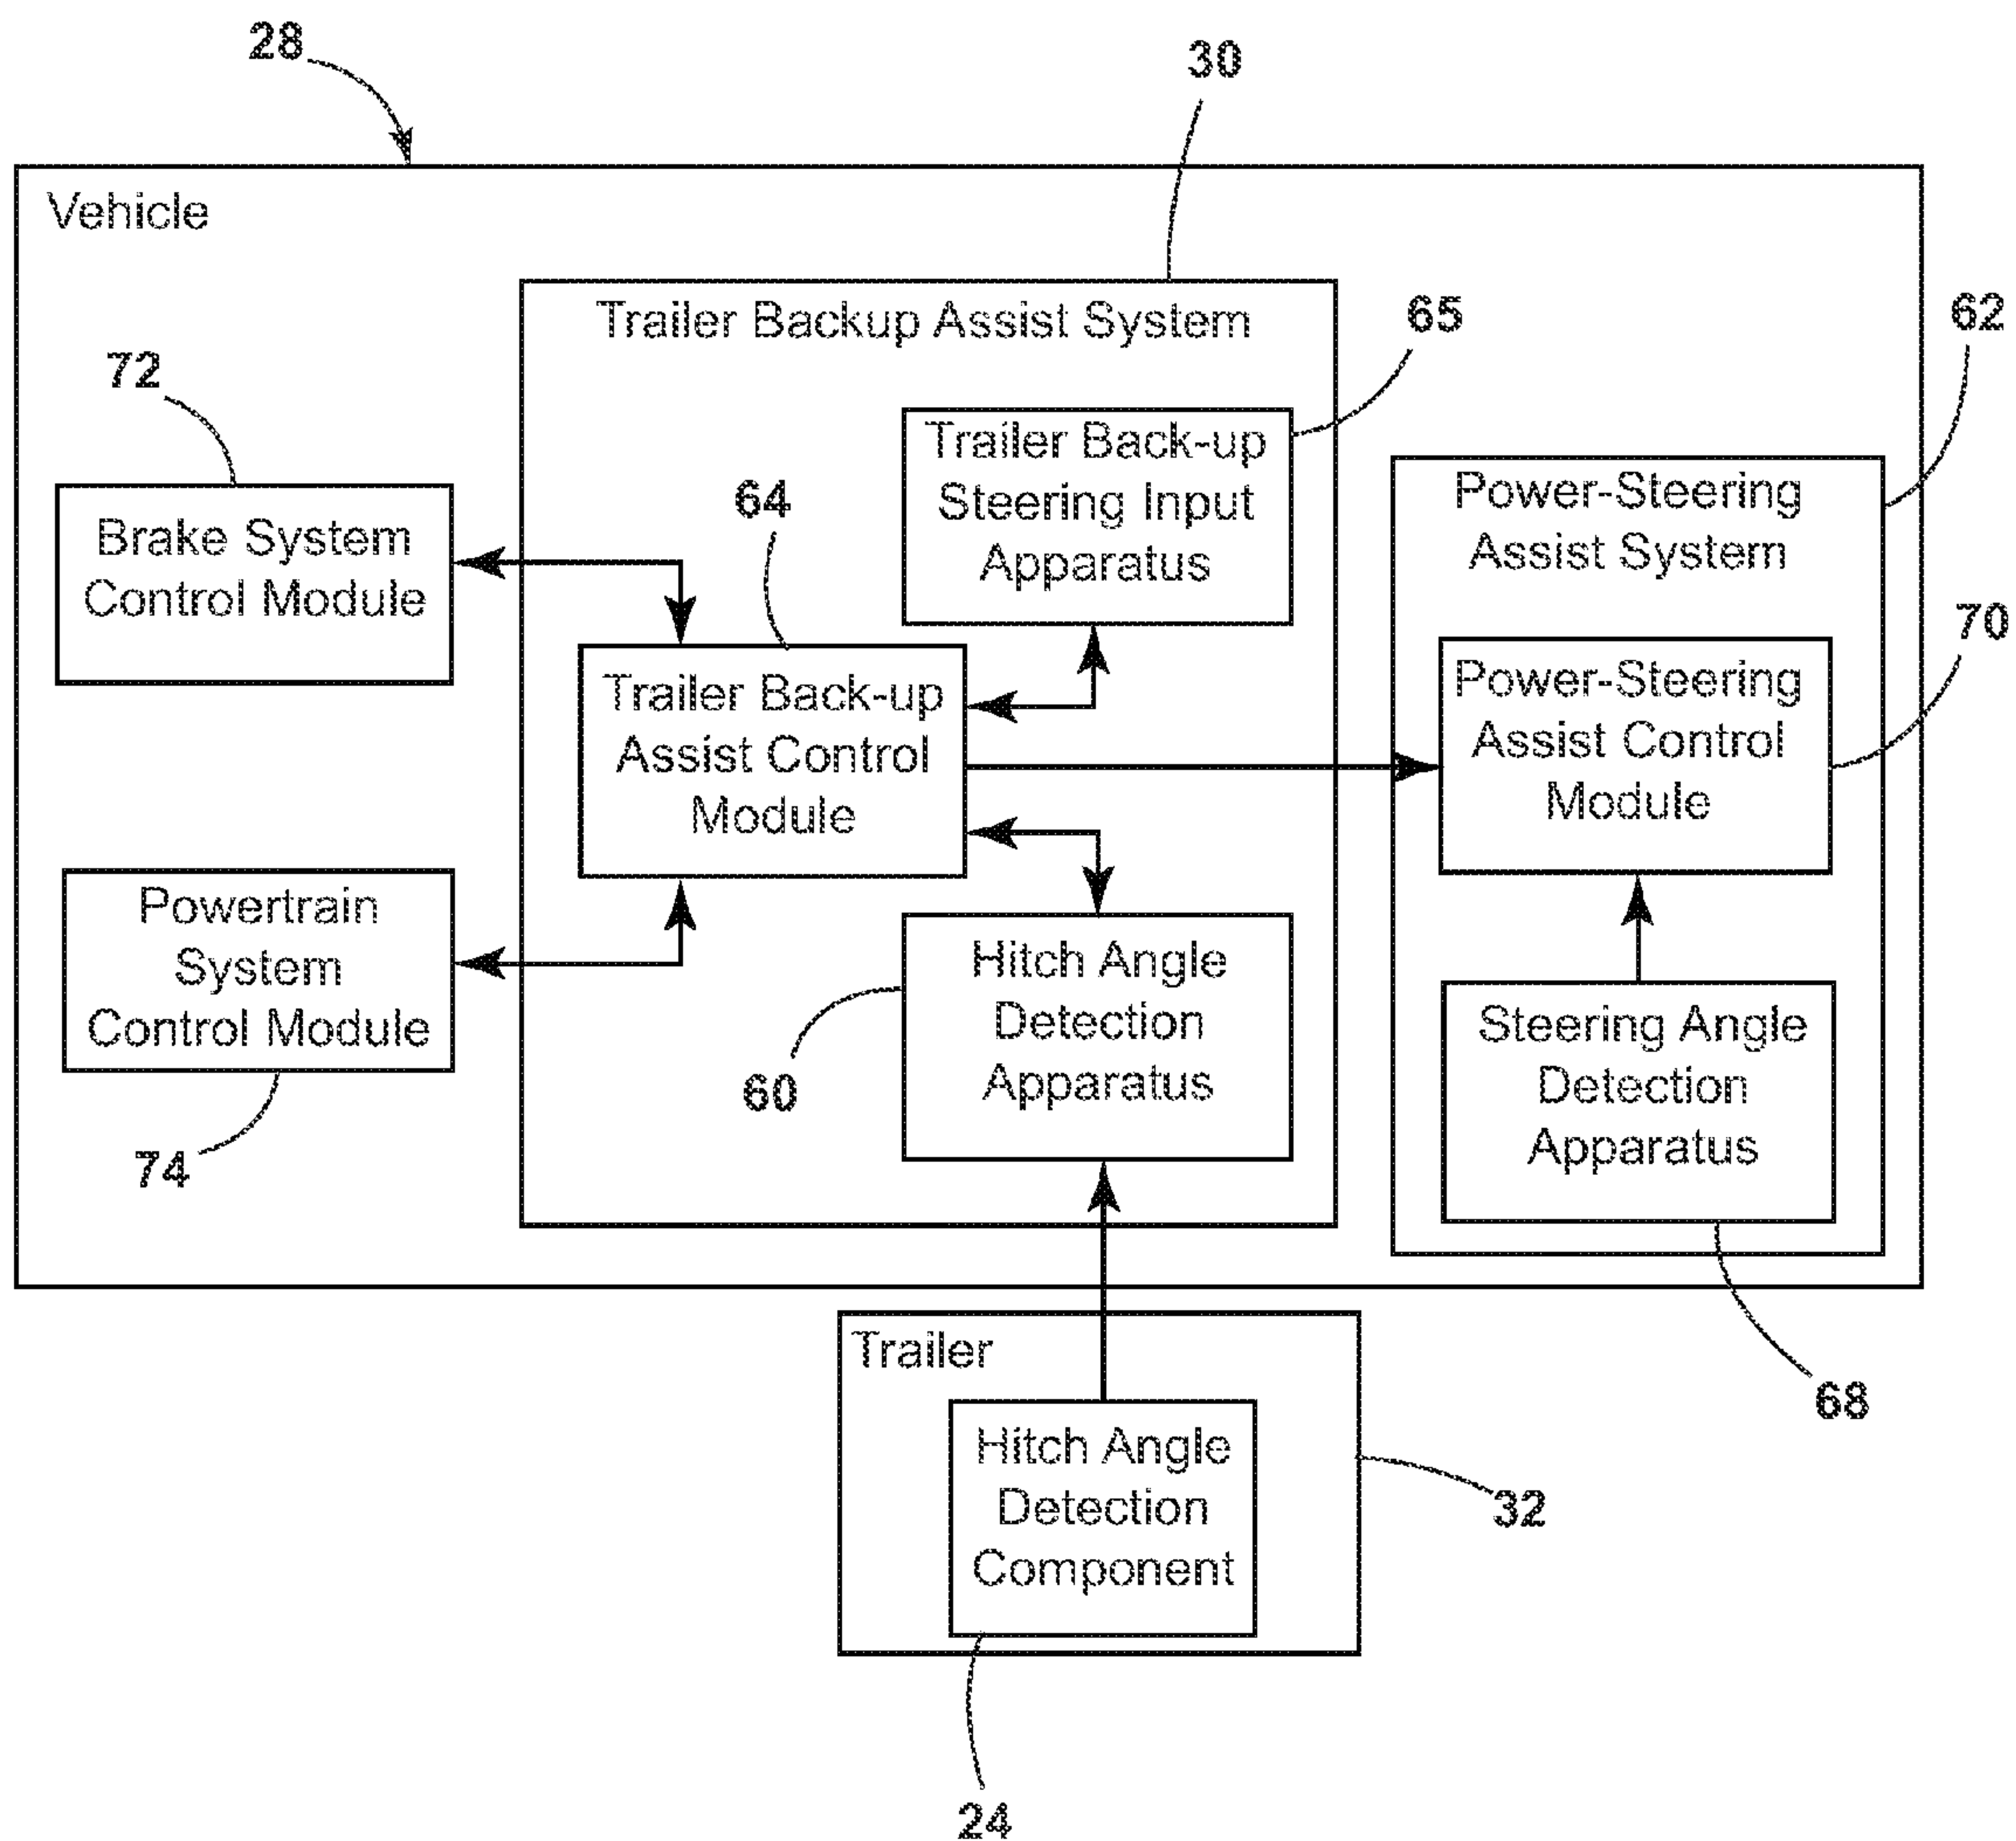 28
30
Vehicle
Trailer Backup Assist System
65
62
72
Trailer Back-up
Steering Input
Apparatus
64
Power-Steering
Assist System
Brake System
Control Module
70
Trailer Back-up
Assist Control
Module
Power-Steering
Assist Control
Module
Powertrain
System
Control Module
74
Hitch Angle
Detection
Apparatus
60
Steering Angle
Detection
Apparatus
68
Trailer
Hitch Angle
Detection
Component
32
24